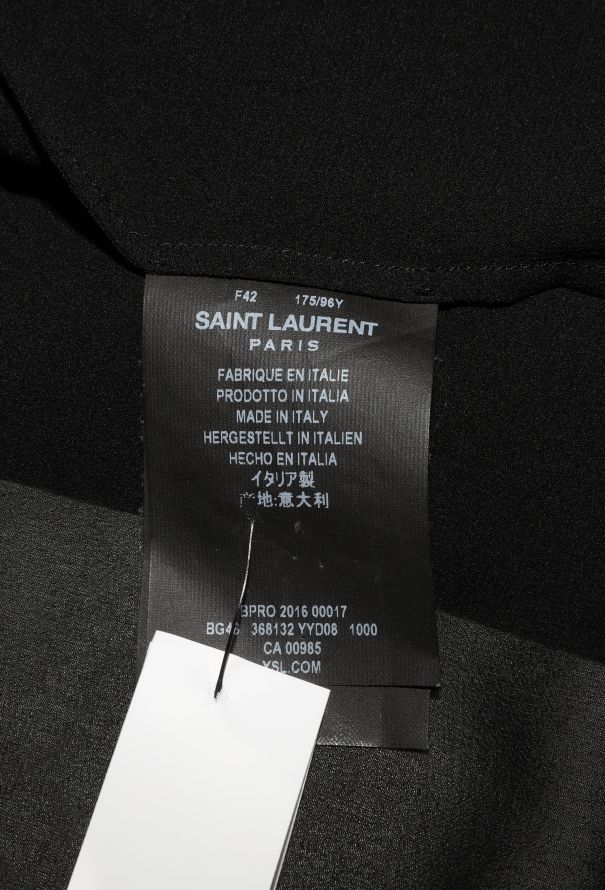 F42 175/96Y
SAINT LAURENT
PARIS
FABRIQUE EN ITALIE
PRODOTTO IN ITALIA
MADE IN ITALY
HERGESTELLT IN ITALIEN
HECHO EN ITALIA
イタリア製
产地:意大利
BPRO 2016 00017
368132 YYD08 1000
CA 00985
YSL.COM